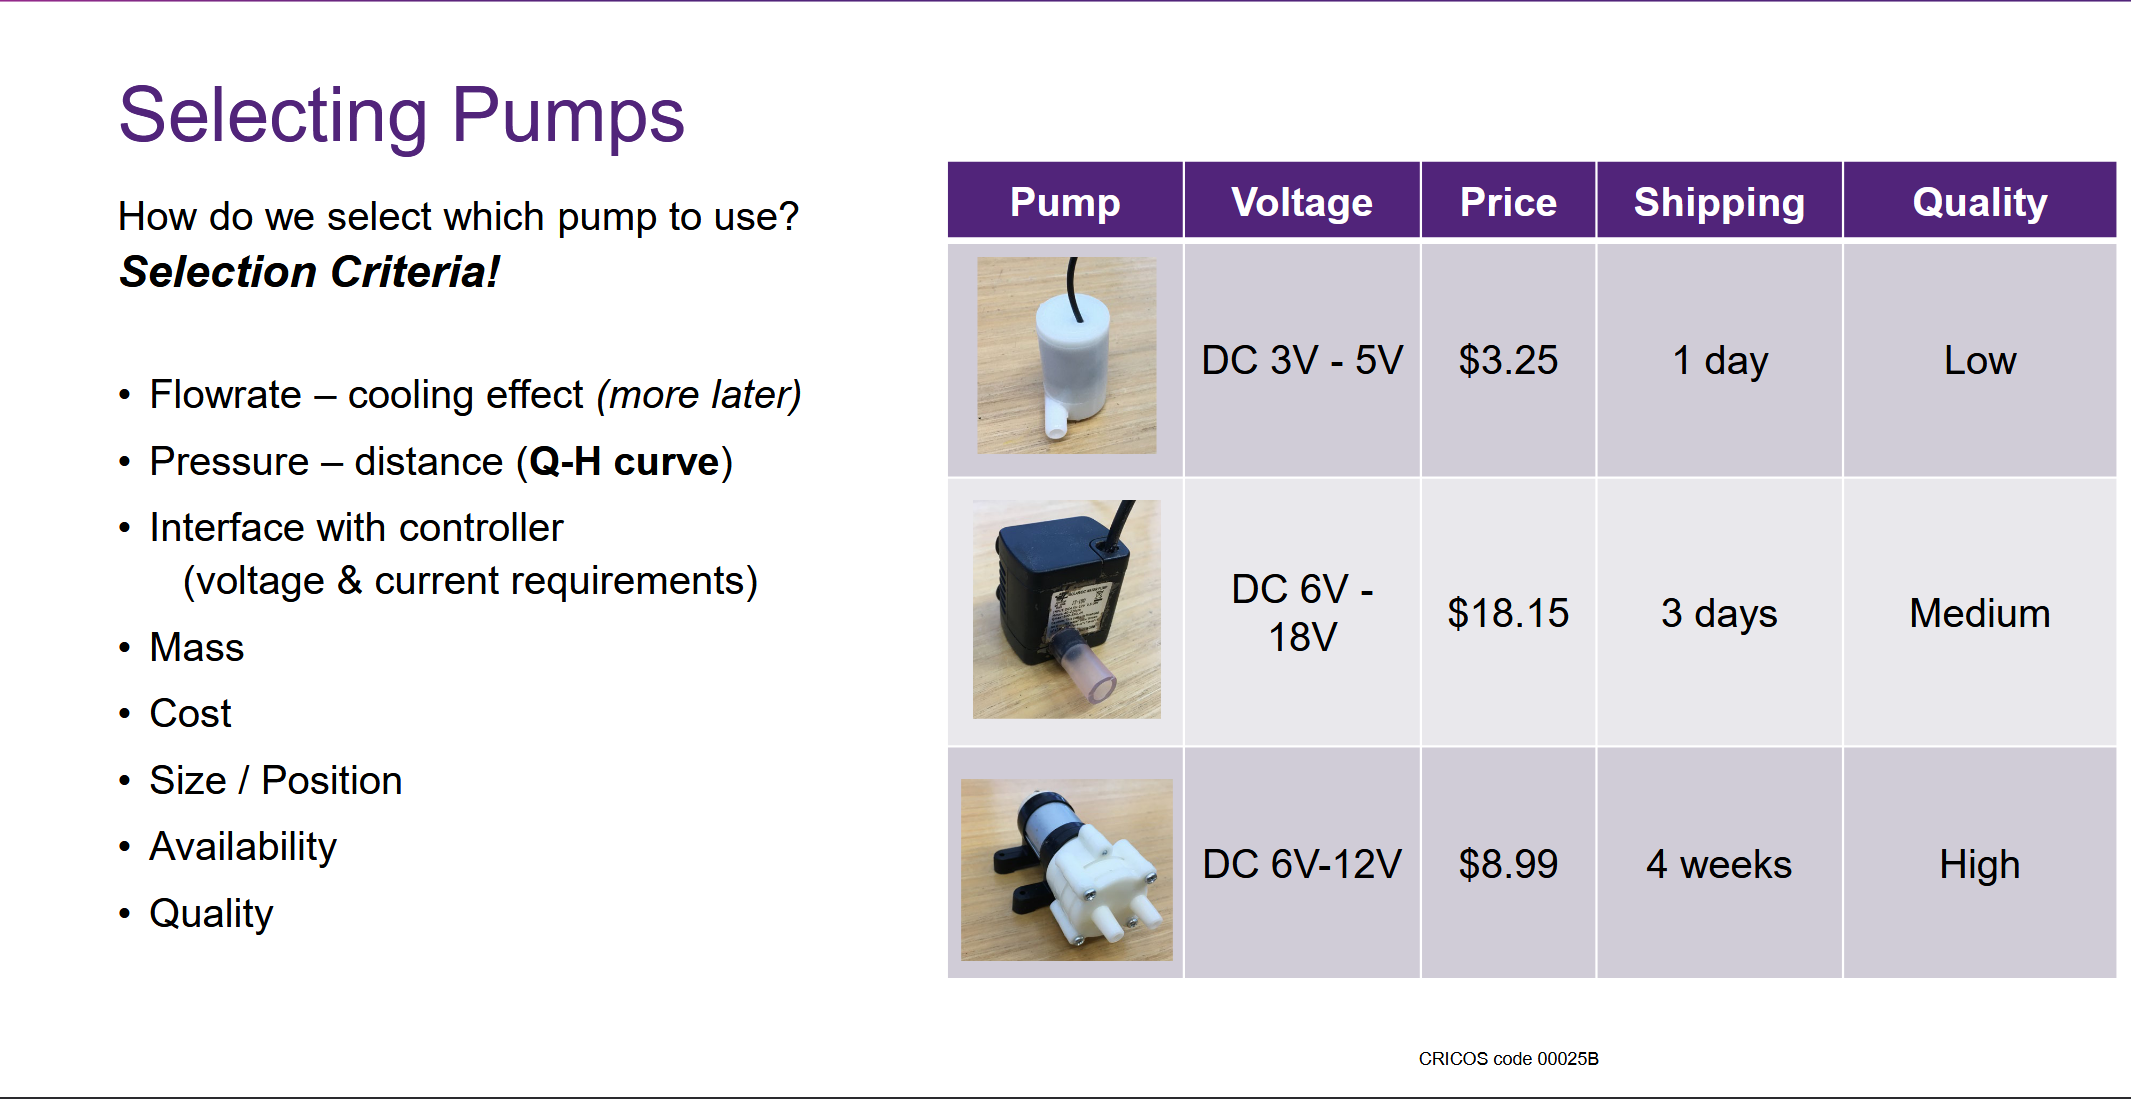 Selecting Pumps
How do we select which pump to use?
Selection Criteria!
• Flowrate – cooling effect (more later)
• Pressure – distance (Q-H curve)
• Interface with controller
(voltage & current requirements)
• Mass
• Cost
• Size / Position
• Availability
• Quality
Pump Voltage Price Shipping Quality
DC 3V - 5V $3.25 1 day Low
DC 6V -
18V $18.15 3 days Medium
DC 6V-12V $8.99 4 weeks High
CRICOS code 00025B